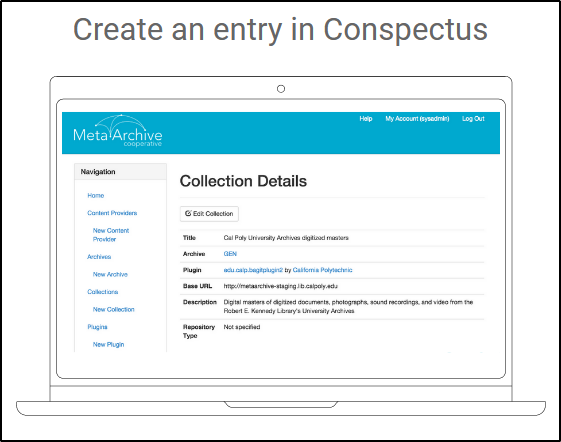 Create an entry in Conspectus
MetaArchive
cooperative
Help My Account (sysadmin) Log Out
Navigation
Home
Content Providers
New Content
Provider
Archives
New Archive
Collections
New Collection
Plugins
New Plugin
Collection Details
Edit Collection
Title Cal Poly University Archives digitized masters
Archive GEN
Plugin edu.calp.bagitplugin2 by California Polytechnic
Base URL http://metaarchive-staging.lib.calpoly.edu
Description Digital masters of digitized documents, photographs, sound recordings, and video from the
Robert E. Kennedy Library's University Archives
Repository Not specified
Type